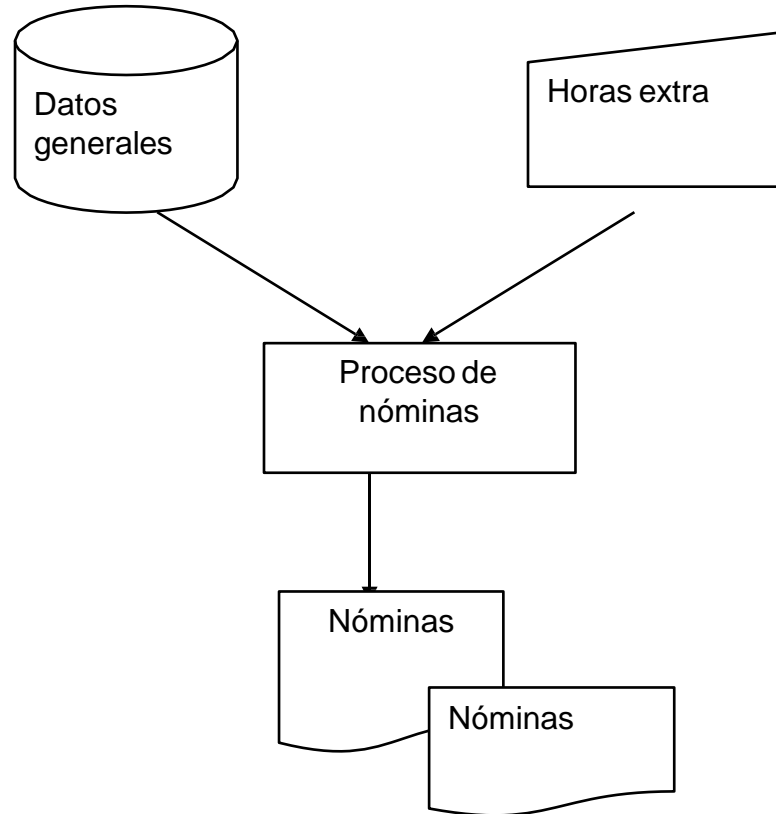 Datos
generales
Horas extra
Proceso de
nóminas
Nóminas
Nóminas